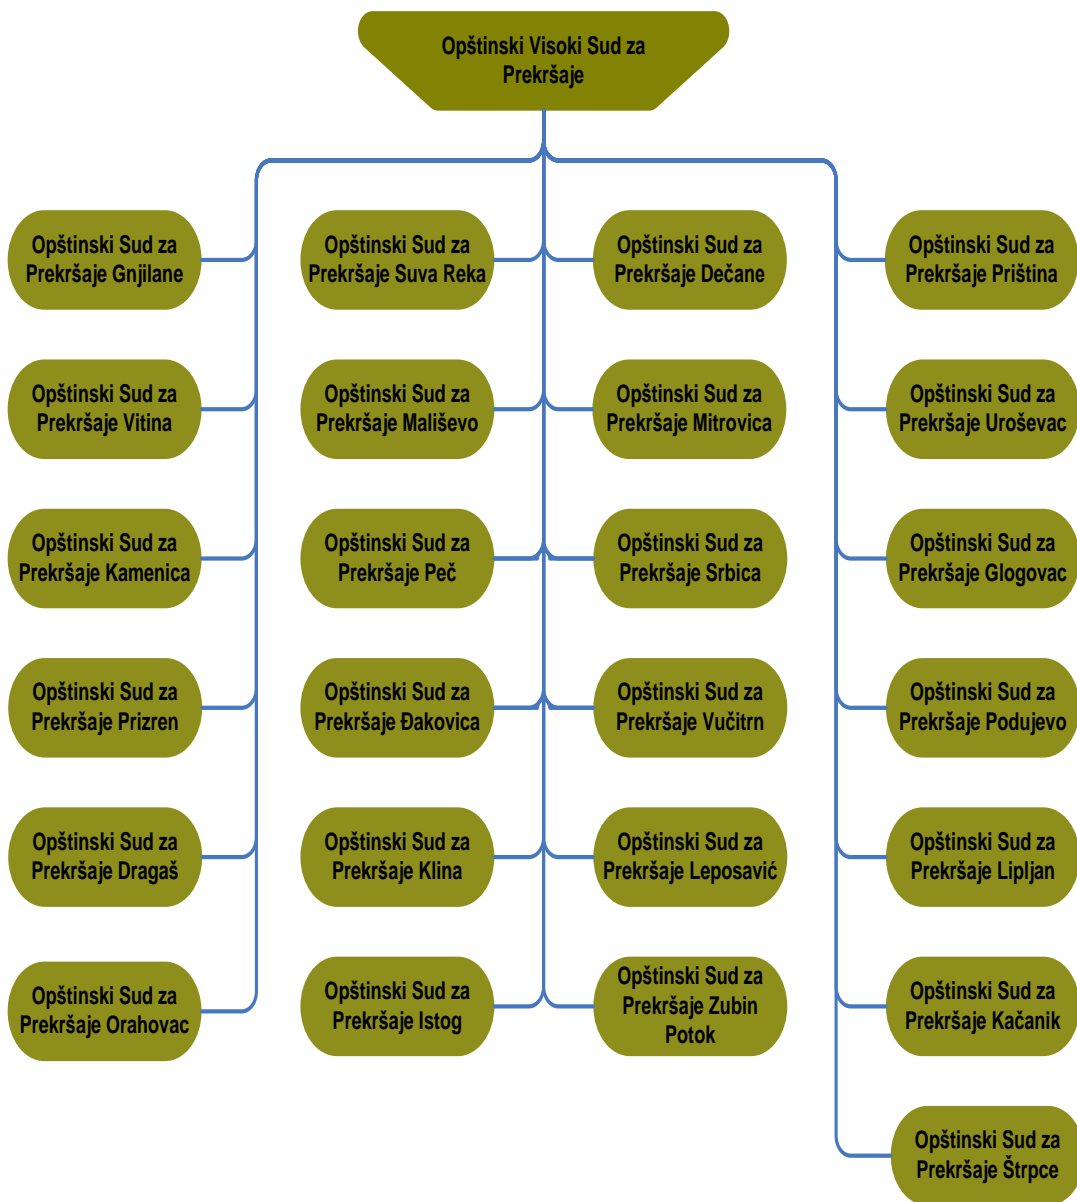 Opštinski Visoki Sud za
Prekršaje
Opštinski Sud za
Prekršaje Gnjilane
Opštinski Sud za
Prekršaje Suva Reka
Opštinski Sud za
Prekršaje Dečane
Opštinski Sud za
Prekršaje Priština
Opštinski Sud za
Prekršaje Vitina
Opštinski Sud za
Prekršaje Mališevo
Opštinski Sud za
Prekršaje Mitrovica
Opštinski Sud za
Prekršaje Uroševac
Opštinski Sud za
Prekršaje Kamenica
Opštinski Sud za
Prekršaje Peč
Opštinski Sud za
Prekršaje Srbica
Opštinski Sud za
Prekršaje Glogovac
Opštinski Sud za
Prekršaje Prizren
Opštinski Sud za
Prekršaje Đakovica
Opštinski Sud za
Prekršaje Vučitrn
Opštinski Sud za
Prekršaje Podujevo
Opštinski Sud za
Prekršaje Dragaš
Opštinski Sud za
Prekršaje Klina
Opštinski Sud za
Prekršaje Leposavić
Opštinski Sud za
Prekršaje Lipljan
Opštinski Sud za
Prekršaje Orahovac
Opštinski Sud za
Prekršaje Istog
Opštinski Sud za
Prekršaje Zubin
Potok
Opštinski Sud za
Prekršaje Kačanik
Opštinski Sud za
Prekršaje Štrpce